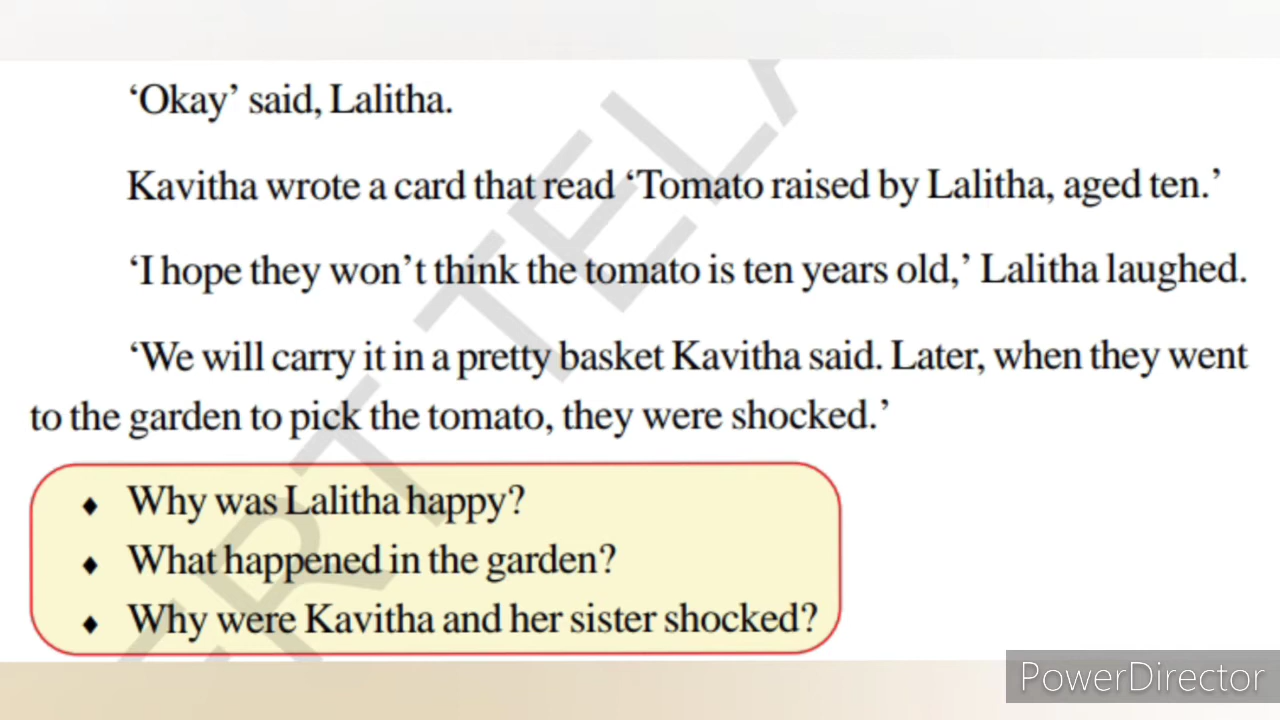 ‘Okay’ said, Lalitha.
Kavitha wrote a card that read ‘Tomato raised by Lalitha, aged ten.’
‘I hope they won’t think the tomato is ten years old,’ Lalitha laughed.
‘We will carry it in a pretty basket Kavitha said. Later, when they went
to the garden to pick the tomato, they were shocked.’
♦ Why was Lalitha happy?
♦ What happened in the garden?
♦ Why were Kavitha and her sister shocked?
PowerDirector